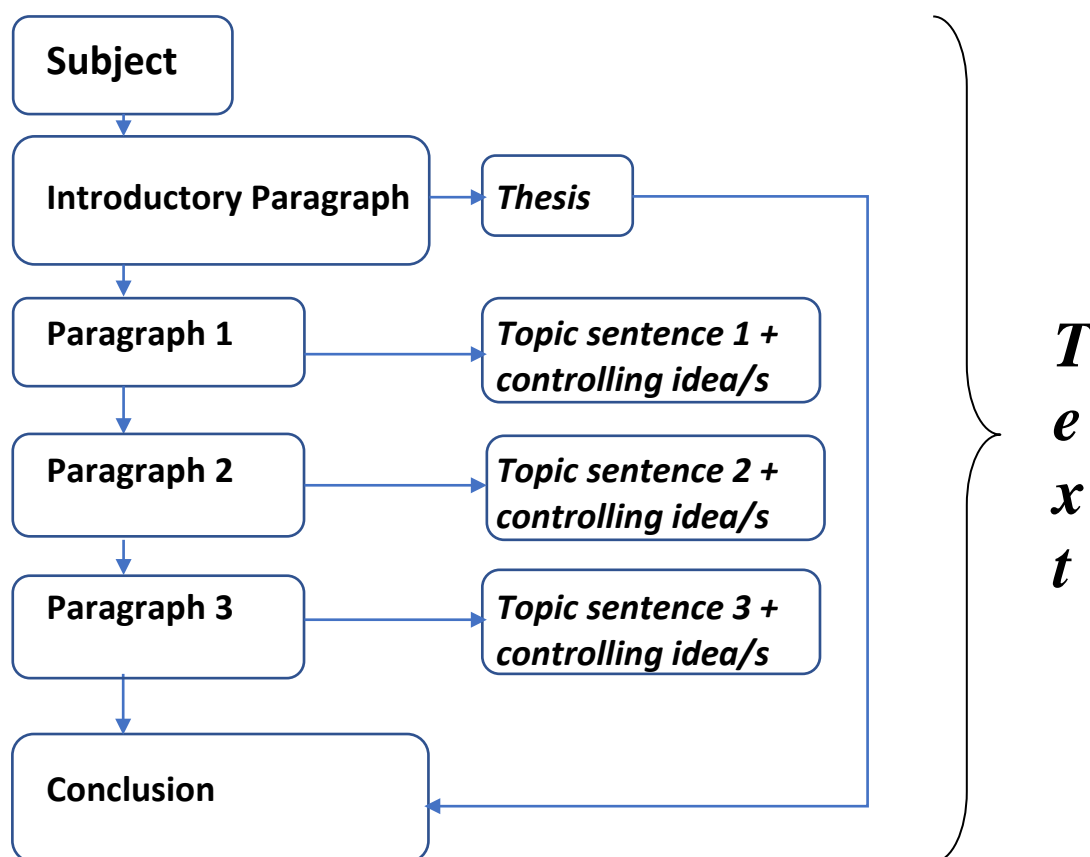 Subject
Introductory Paragraph
Thesis
Paragraph 1
Topic sentence 1 +
controlling idea/s
Paragraph 2
Topic sentence 2 +
controlling idea/s
Paragraph 3
Topic sentence 3 +
controlling idea/s
Conclusion
T
e
x
t